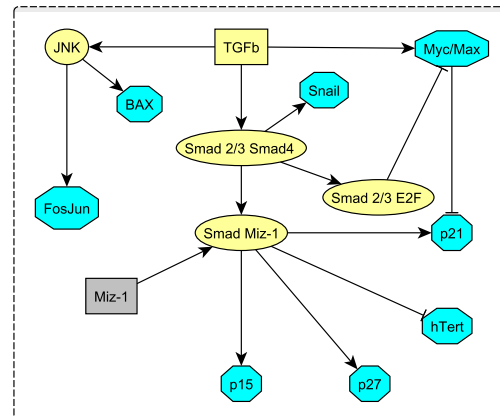 JNK
TGFb
Myc/Max
BAX
Snail
Smad 2/3 Smad4
Smad 2/3 E2F
FosJun
Smad Miz-1
p21
Miz-1
hTert
p15
p27